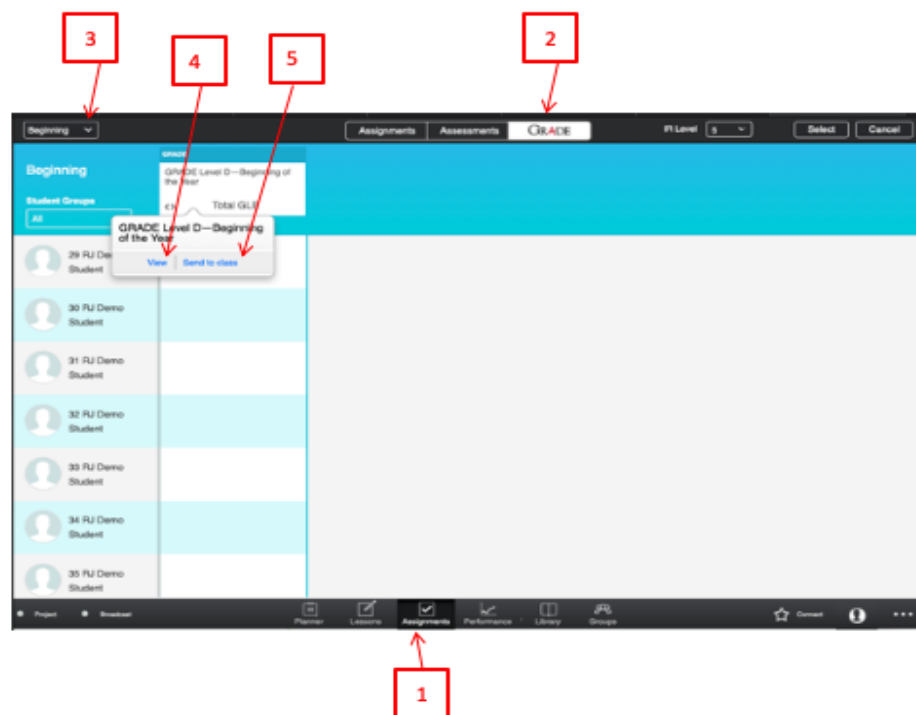 3
4
5
2
Beginning
Assignments
Assessments
GRADE
IR Level
5
Select
Cancel
Beginning
Student Groups
All
GRADE
GRADE Level D—Beginning of
the Year
Total GLE
GRADE Level D—Beginning
of the Year
View
Send to class
29 RJ De
Student
30 RJ Demo
Student
31 RJ Demo
Student
32 RJ Demo
Student
33 RJ Demo
Student
34 RJ Demo
Student
35 RJ Demo
Student
Project
Broadcast
Planner
Lessons
Assignments
Performance
Library
Groups
Connect
1